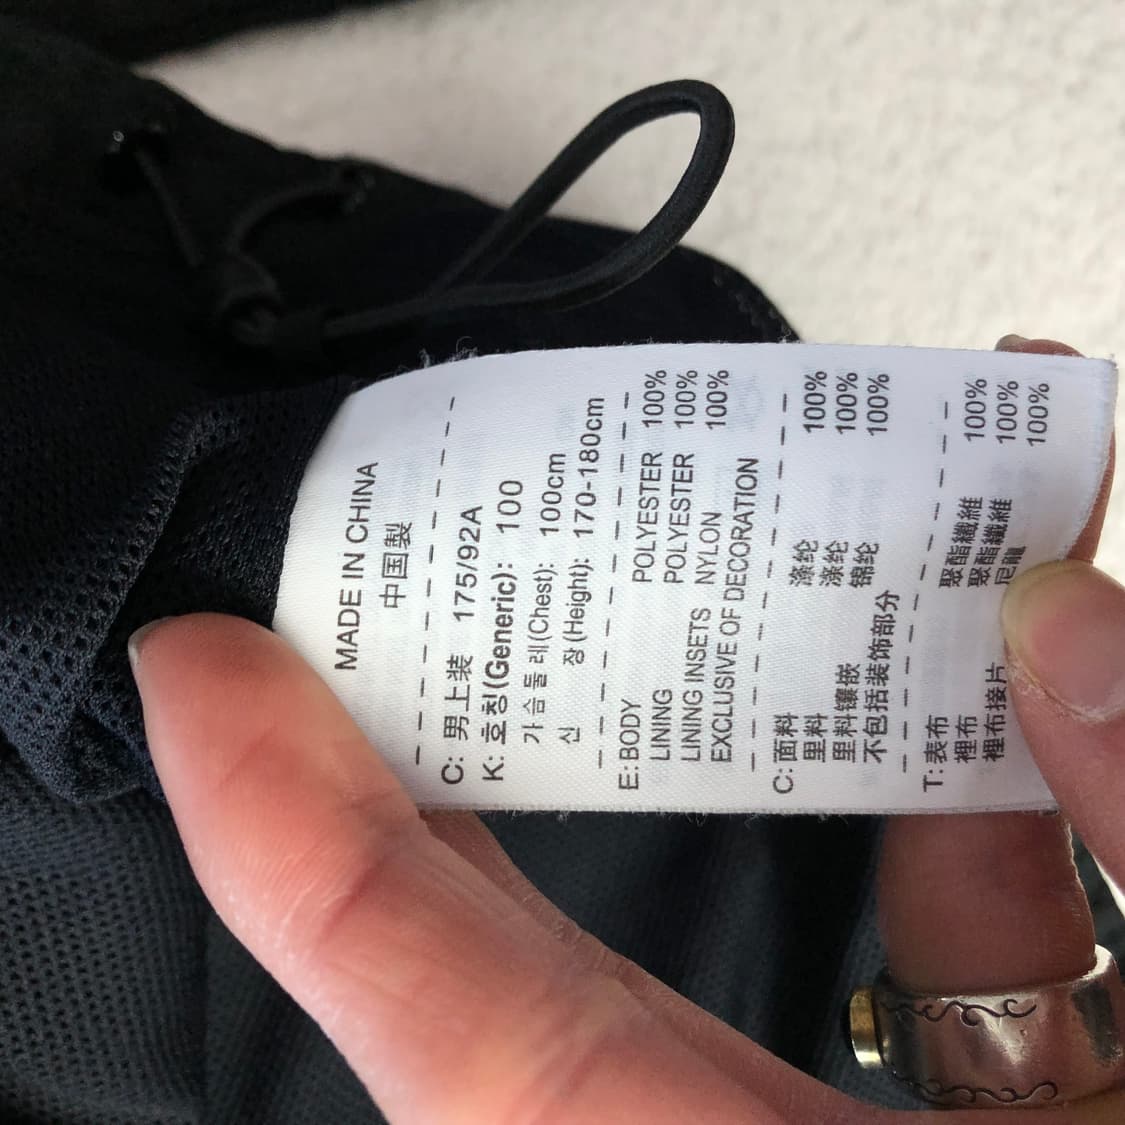 MADE IN CHINA
中国製
C: 男上装 175/92A
K: 호칭(Generic): 100
가슴둘레(Chest): 100cm
신 장(Height): 170-180cm
E: BODY POLYESTER 100%
LINING POLYESTER 100%
LINING INSETS NYLON 100%
EXCLUSIVE OF DECORATION
C: 面料 涤纶 100%
里料 涤纶 100%
里料镶嵌 锦纶 100%
不包括装饰部分
T: 表布 聚酯纖維 100%
裡布 聚酯纖維 100%
裡布接片 尼龍 100%